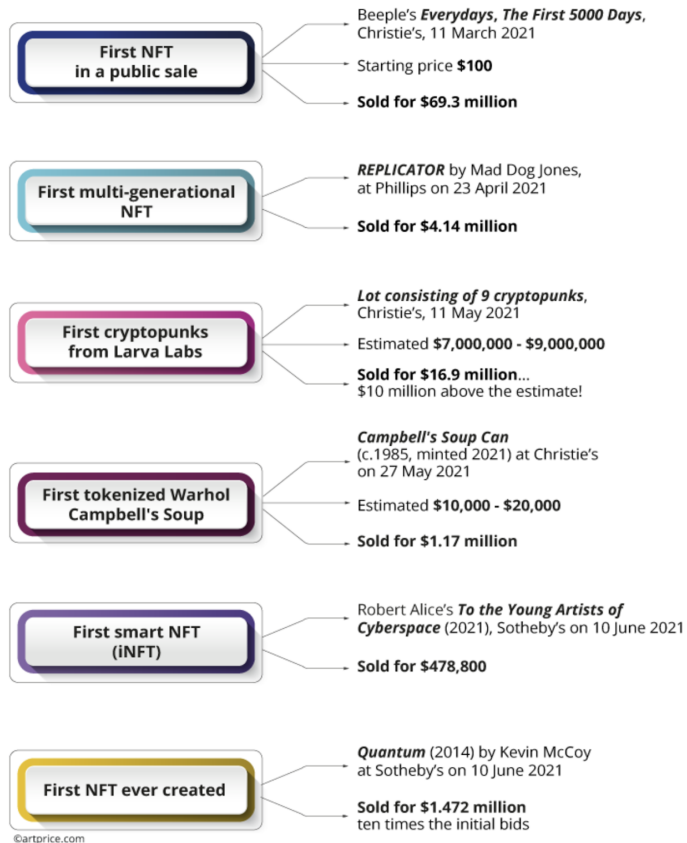 First NFT
in a public sale
Beeple’s Everydays, The First 5000 Days,
Christie’s, 11 March 2021
Starting price $100
Sold for $69.3 million
First multi-generational
NFT
REPLICATOR by Mad Dog Jones,
at Phillips on 23 April 2021
Sold for $4.14 million
First cryptopunks
from Larva Labs
Lot consisting of 9 cryptopunks,
Christie’s, 11 May 2021
Estimated $7,000,000 - $9,000,000
Sold for $16.9 million...
$10 million above the estimate!
First tokenized Warhol
Campbell's Soup
Campbell's Soup Can
(c.1985, minted 2021) at Christie’s
on 27 May 2021
Estimated $10,000 - $20,000
Sold for $1.17 million
First smart NFT
(iNFT)
Robert Alice’s To the Young Artists of
Cyberspace (2021), Sotheby’s on 10 June 2021
Sold for $478,800
First NFT ever created
Quantum (2014) by Kevin McCoy
at Sotheby’s on 10 June 2021
Sold for $1.472 million
ten times the initial bids
©artprice.com